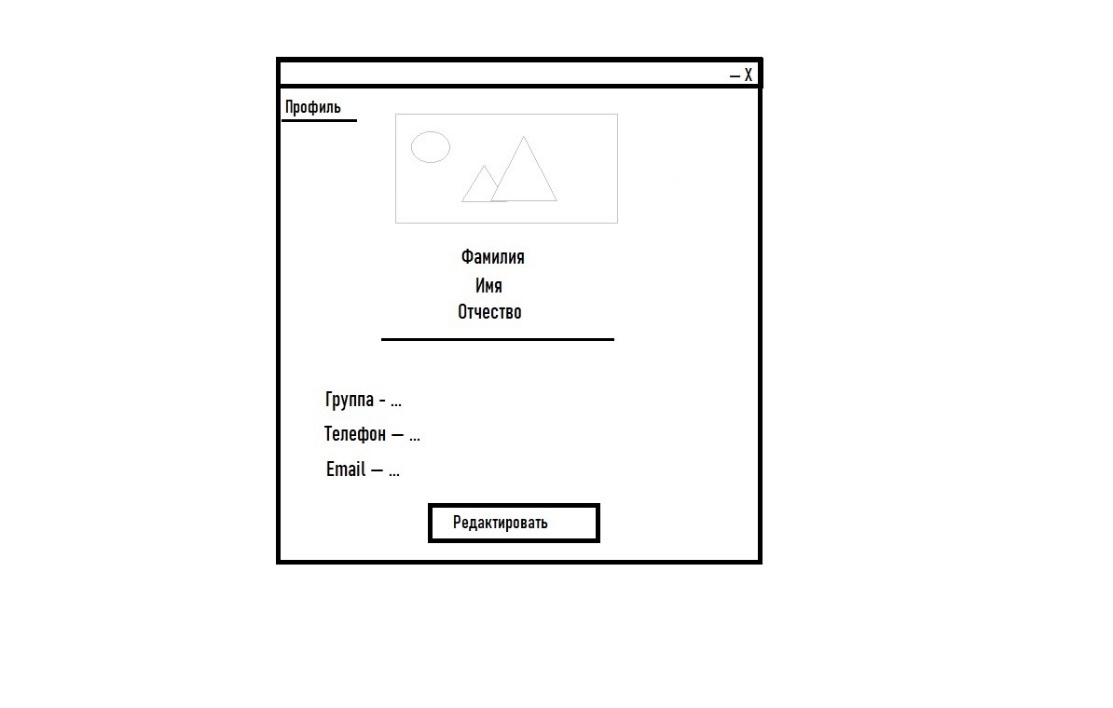 – X
Профиль
Фамилия
Имя
Отчество
Группа - ...
Телефон – ...
Email – ...
Редактировать